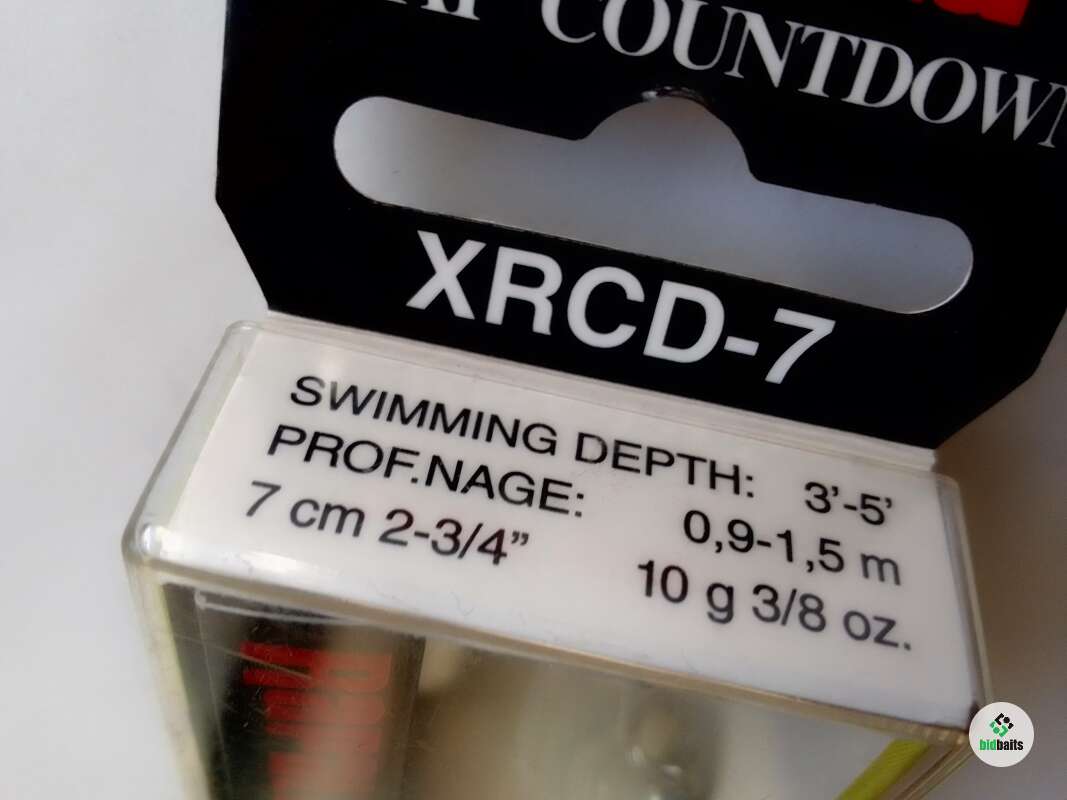 COUNTDOWN
XRCD-7
SWIMMING DEPTH: 3'-5'
PROF.NAGE: 0,9-1,5 m
7 cm 2-3/4” 10 g 3/8 oz.
bidbaits